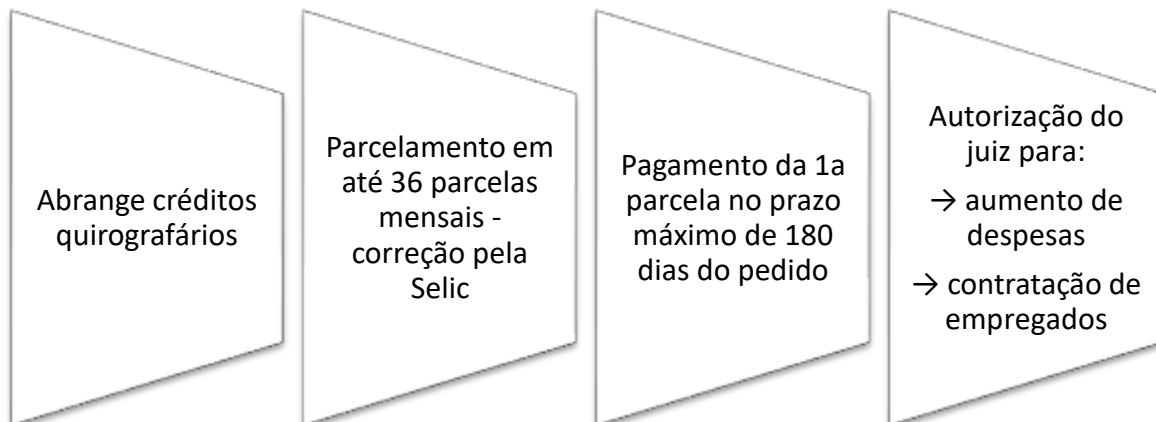 Abrange créditos
quirografários
Parcelamento em
até 36 parcelas
mensais -
correção pela
Selic
Pagamento da 1a
parcela no prazo
máximo de 180
dias do pedido
Autorização do
juiz para:
→ aumento de
despesas
→ contratação de
empregados